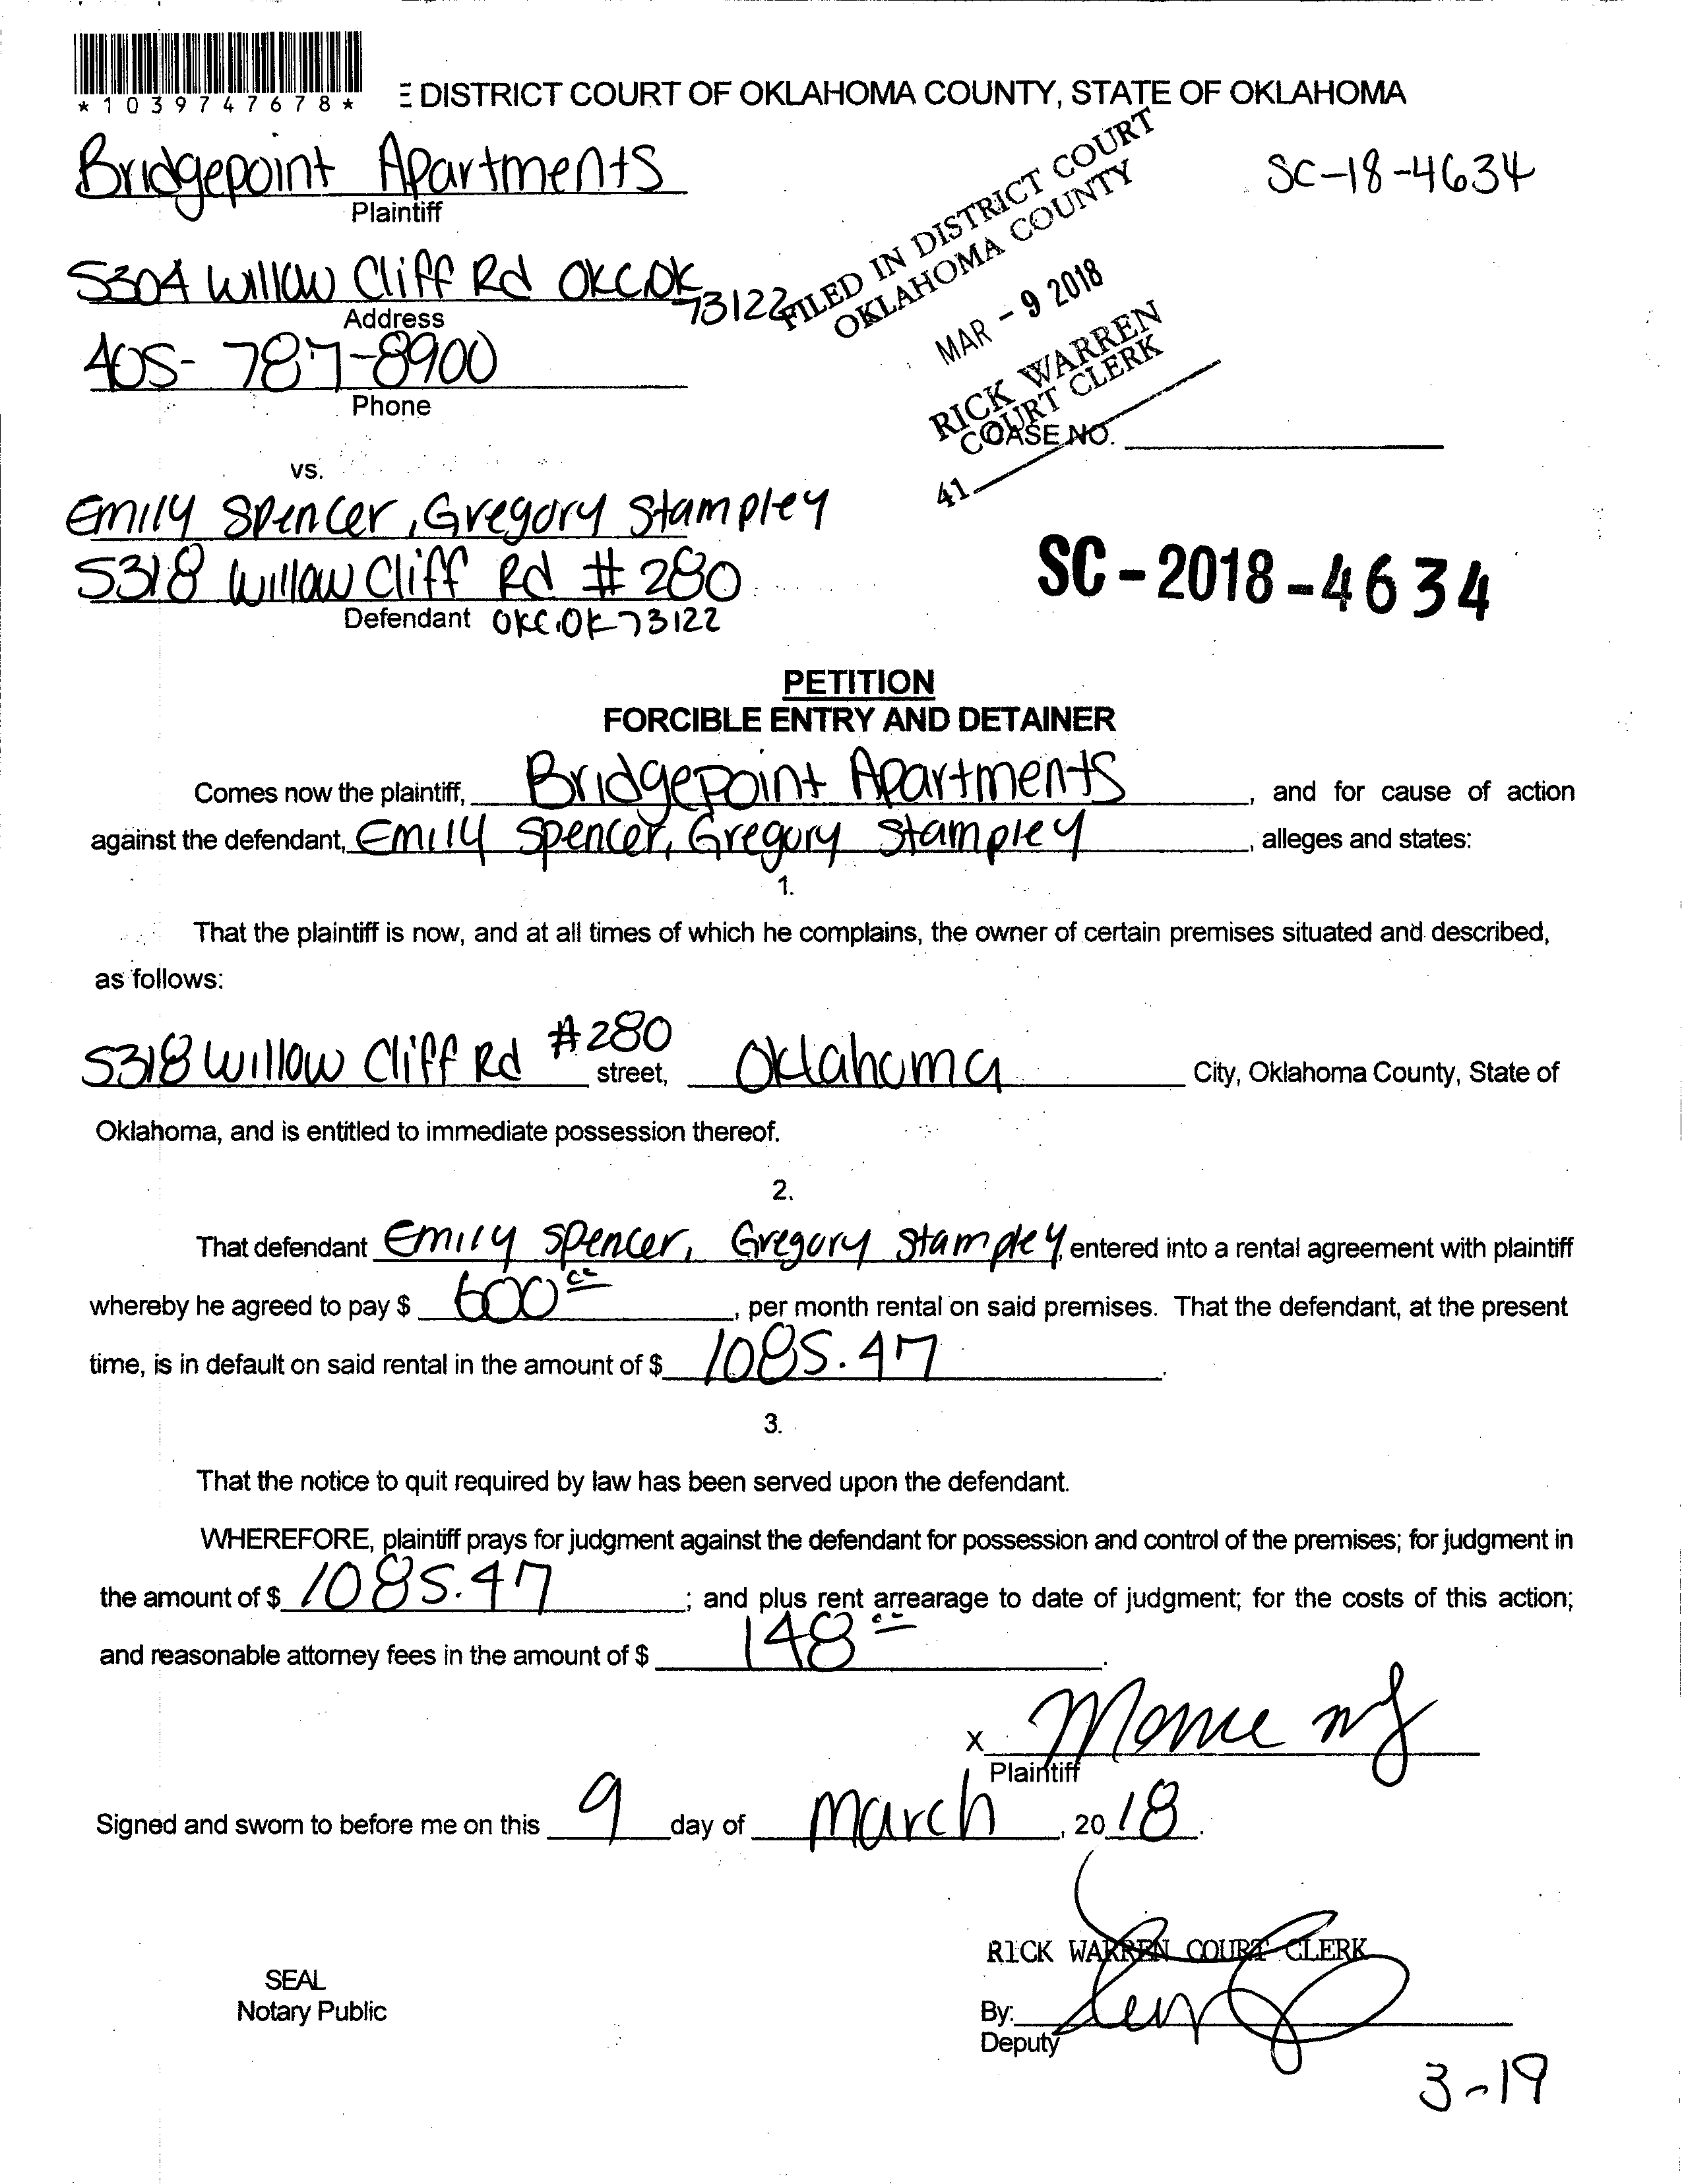 *1039747678*
E DISTRICT COURT OF OKLAHOMA COUNTY, STATE OF OKLAHOMA
Bridgepoint Apartments
Plaintiff
SC-18-4634
5304 Willow Cliff Rd OKC, OK 73122
Address
405-787-8900
Phone
FILED IN DISTRICT COURT
OKLAHOMA COUNTY
MAR - 9 2018
RICK WARREN
COURT CLERK
CASE NO.
41
vs.
Emily Spencer, Gregory Stampley
5318 Willow Cliff Rd # 280
Defendant OKC, OK 73122
SC - 2018 - 4634
PETITION
FORCIBLE ENTRY AND DETAINER
Comes now the plaintiff, Bridgepoint Apartments, and for cause of action
against the defendant, Emily Spencer, Gregory Stampley, alleges and states:
1.
That the plaintiff is now, and at all times of which he complains, the owner of certain premises situated and described,
as follows:
5318 Willow Cliff Rd #280 street, Oklahoma City, Oklahoma County, State of
Oklahoma, and is entitled to immediate possession thereof.
2.
That defendant Emily Spencer, Gregory Stampley, entered into a rental agreement with plaintiff
whereby he agreed to pay $ 600 00, per month rental on said premises. That the defendant, at the present
time, is in default on said rental in the amount of $ 1085.47.
3.
That the notice to quit required by law has been served upon the defendant.
WHEREFORE, plaintiff prays for judgment against the defendant for possession and control of the premises; for judgment in
the amount of $ 1085.47; and plus rent arrearage to date of judgment; for the costs of this action;
and reasonable attorney fees in the amount of $ 148 00.
X
Plaintiff
Signed and sworn to before me on this 9 day of March, 20 18.
RICK WARREN COURT CLERK
SEAL
Notary Public
By:
Deputy
3-19